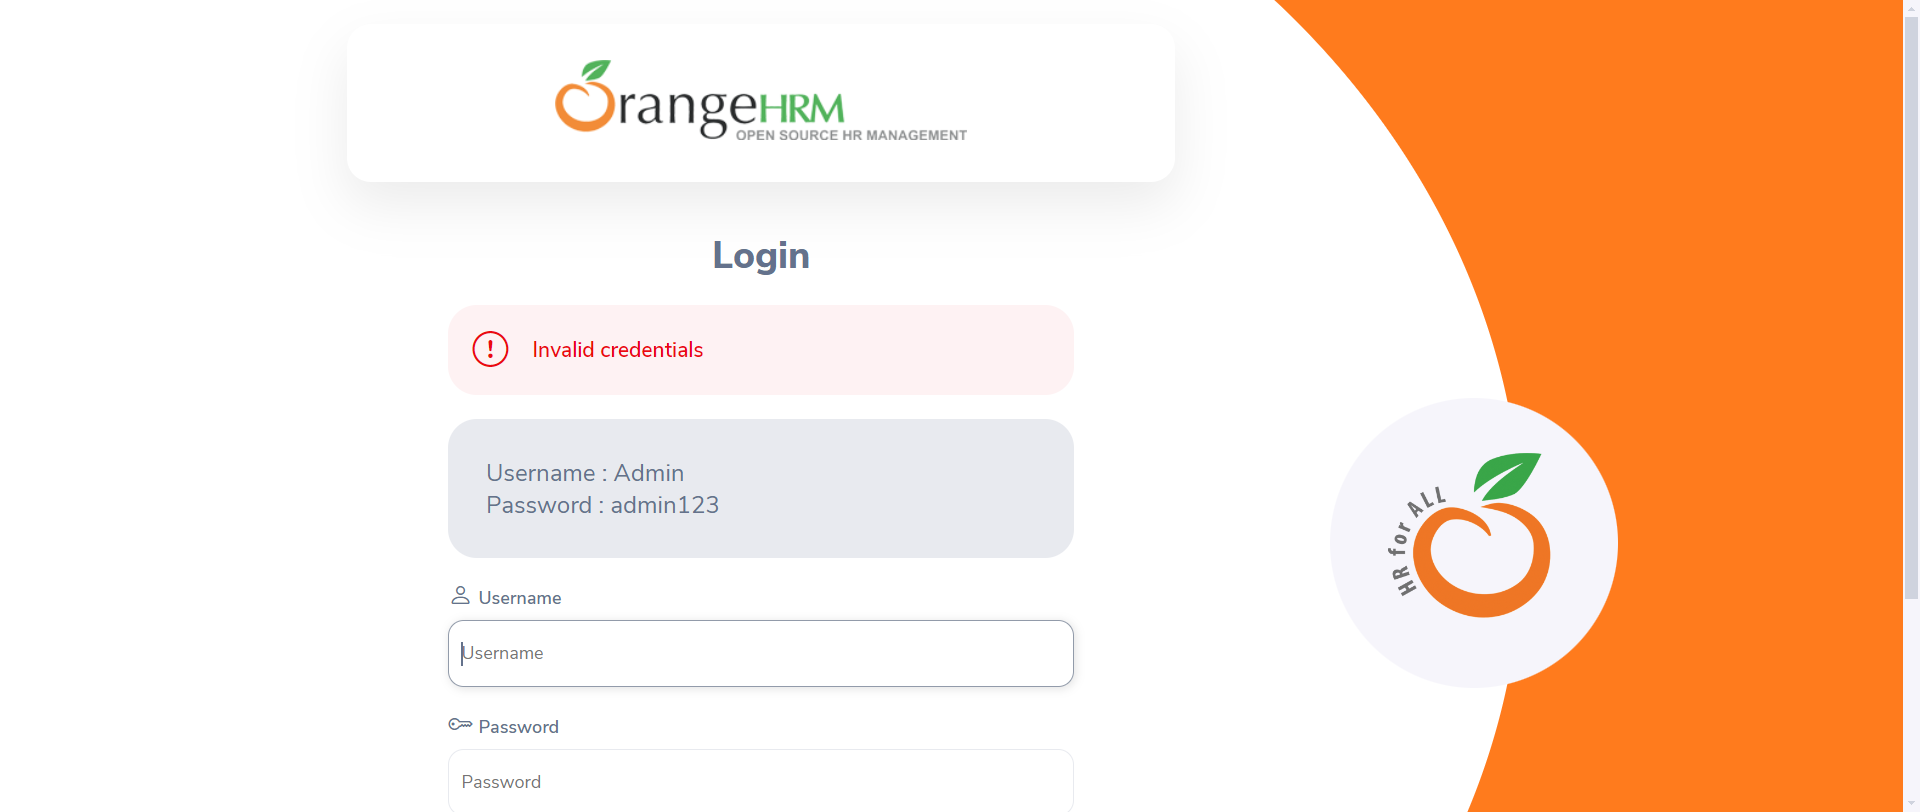 OrangeHRM
OPEN SOURCE HR MANAGEMENT
Login
Invalid credentials
Username : Admin
Password : admin123
Username
Username
Password
Password
HR for ALL